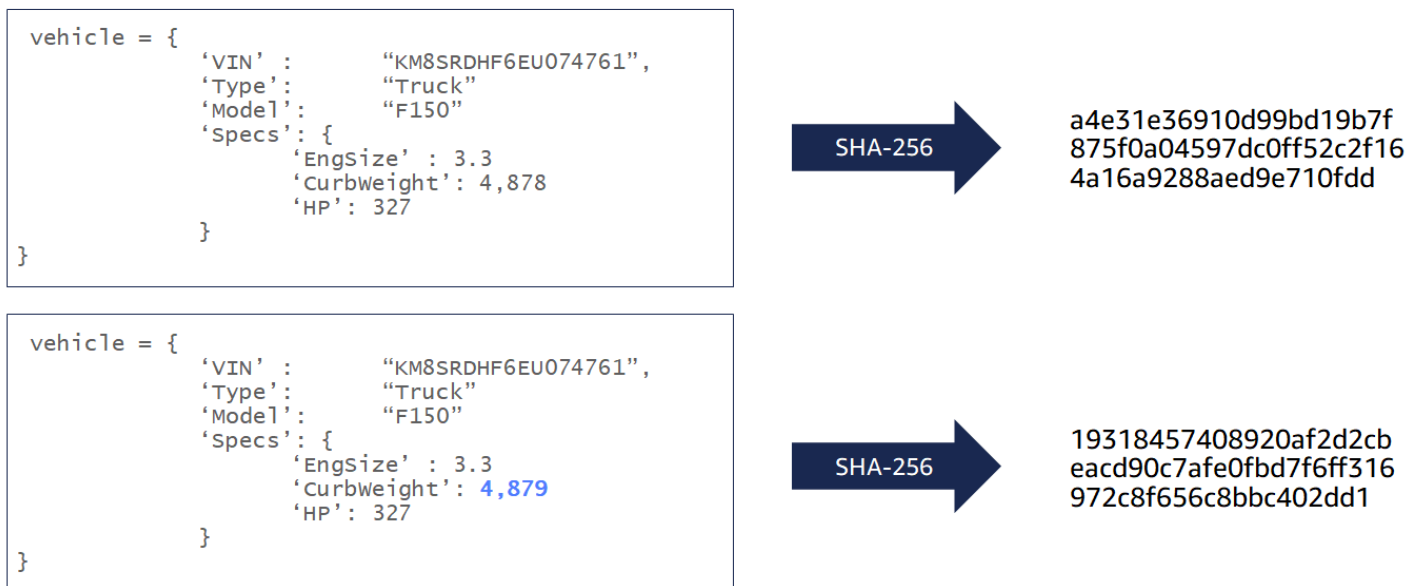 vehicle = {
‘VIN’ : “KM8SRDHF6EU074761”,
‘Type’: “Truck”
‘Model’: “F150”
‘Specs’: {
‘EngSize’ : 3.3
‘CurbWeight’: 4,878
‘HP’: 327
}
}
SHA-256
a4e31e36910d99bd19b7f
875f0a04597dc0ff52c2f16
4a16a9288aed9e710fdd
vehicle = {
‘VIN’ : “KM8SRDHF6EU074761”,
‘Type’: “Truck”
‘Model’: “F150”
‘Specs’: {
‘EngSize’ : 3.3
‘CurbWeight’: 4,879
‘HP’: 327
}
}
SHA-256
19318457408920af2d2cb
eacd90c7afe0fbd7f6ff316
972c8f656c8bbc402dd1